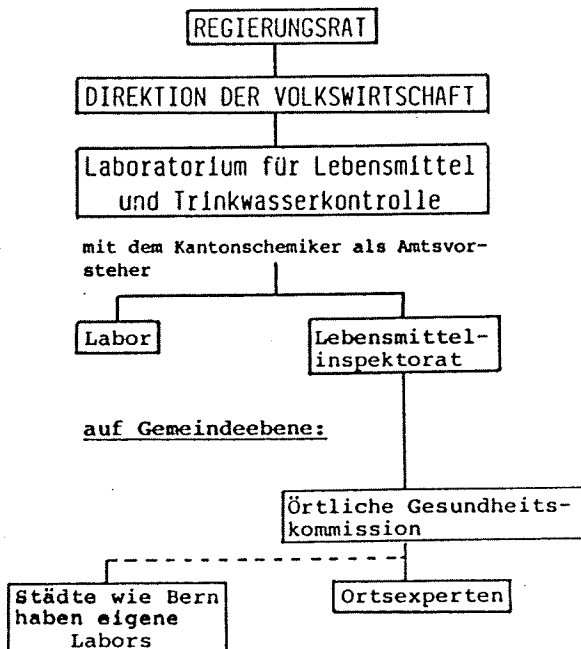 REGIERUNGSRAT
DIREKTION DER VOLKSWIRTSCHAFT
Laboratorium für Lebensmittel
und Trinkwasserkontrolle
mit dem Kantonschemiker als Amtsvor-
steher
Labor
Lebensmittel-
inspektorat
auf Gemeindeebene:
Örtliche Gesundheits-
kommission
Städte wie Bern
haben eigene
Labors
Ortsexperten